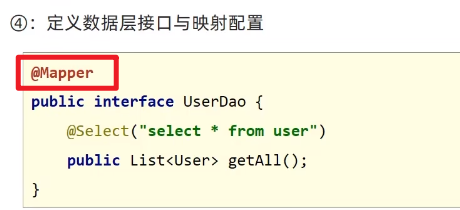 ④：定义数据层接口与映射配置
@Mapper
public interface UserDao {
    @Select("select * from user")
    public List<User> getAll();
}